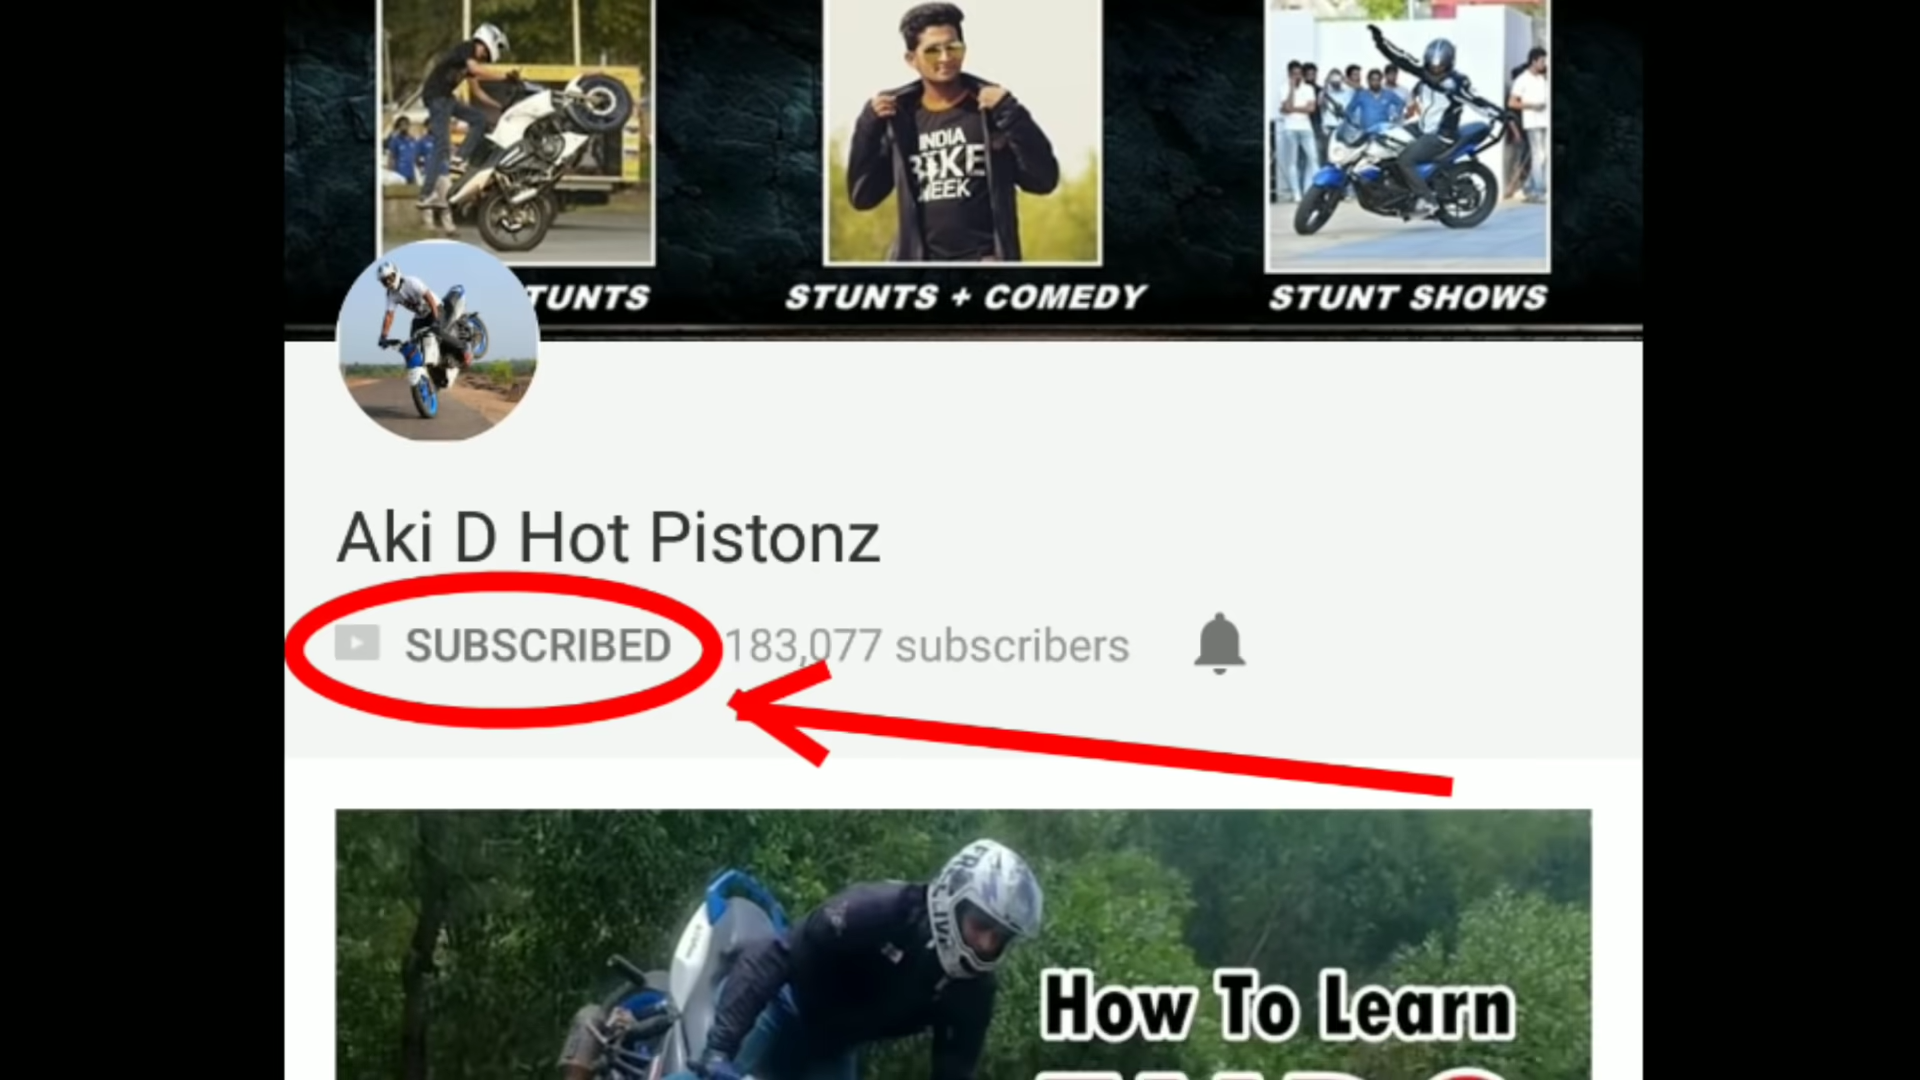 INDIA
BIKE
WEEK
TUNTS
STUNTS + COMEDY
STUNT SHOWS
Aki D Hot Pistonz
SUBSCRIBED
183,077 subscribers
How To Learn